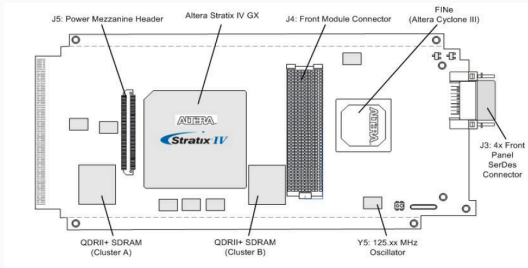 J5: Power Mezzanine Header
Altera Stratix IV GX
J4: Front Module Connector
FINe
(Altera Cyclone III)
ALTERA
Stratix IV
ALTERA
J3: 4x Front
Panel
SerDes
Connector
QDRII+ SDRAM
(Cluster A)
QDRII+ SDRAM
(Cluster B)
Y5: 125.xx MHz
Oscillator